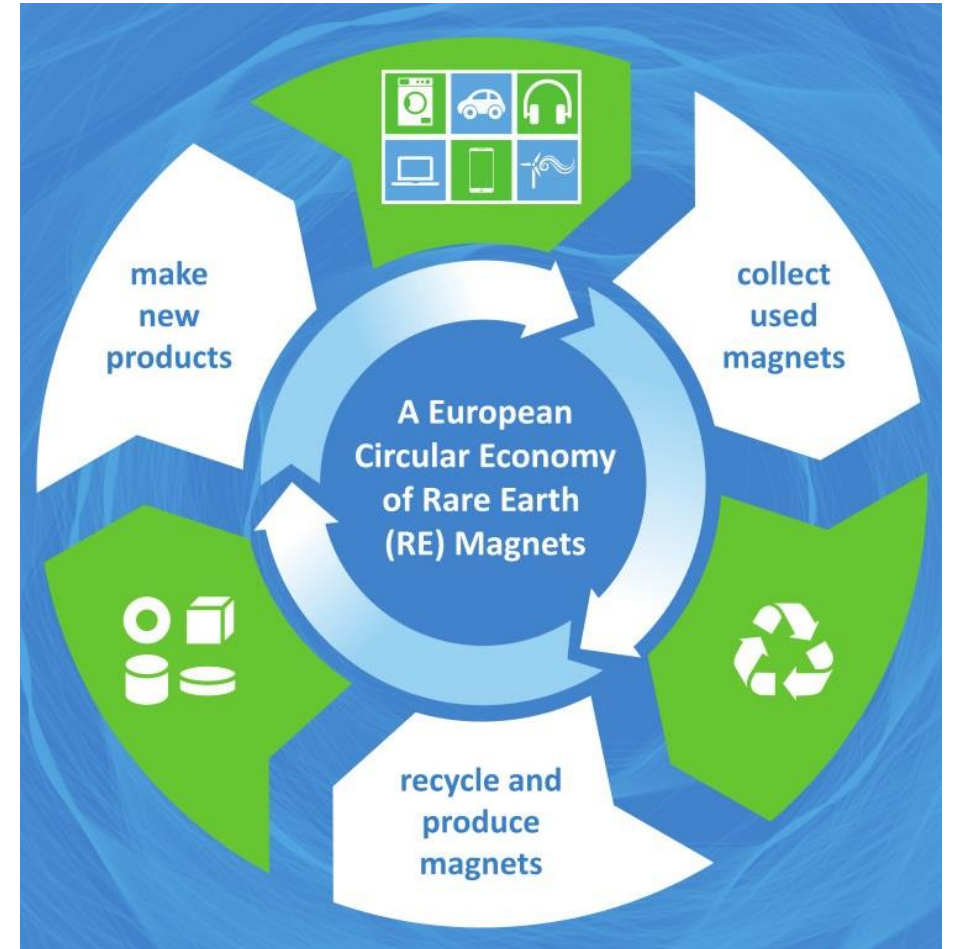 make
new
products
collect
used
magnets
A European
Circular Economy
of Rare Earth
(RE) Magnets
recycle and
produce
magnets